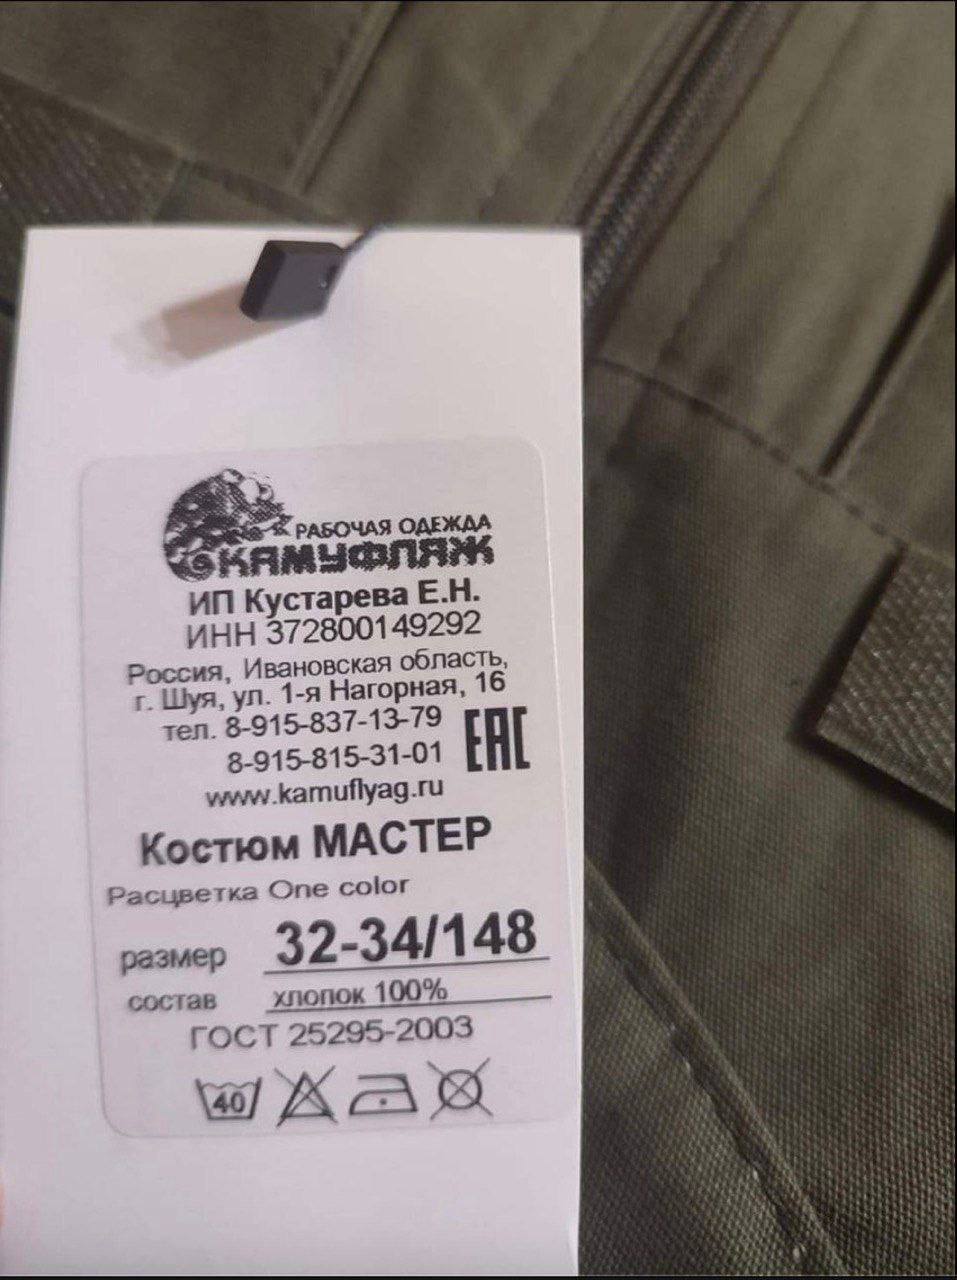 РАБОЧАЯ ОДЕЖДА
КАМУФЛЯЖ
ИП Кустарева Е.Н.
ИНН 372800149292
Россия, Ивановская область,
г. Шуя, ул. 1-я Нагорная, 16
тел. 8-915-837-13-79
8-915-815-31-01
EAC
www.kamuflyag.ru
Костюм МАСТЕР
Расцветка One color
размер 32-34/148
состав хлопок 100%
ГОСТ 25295-2003
40